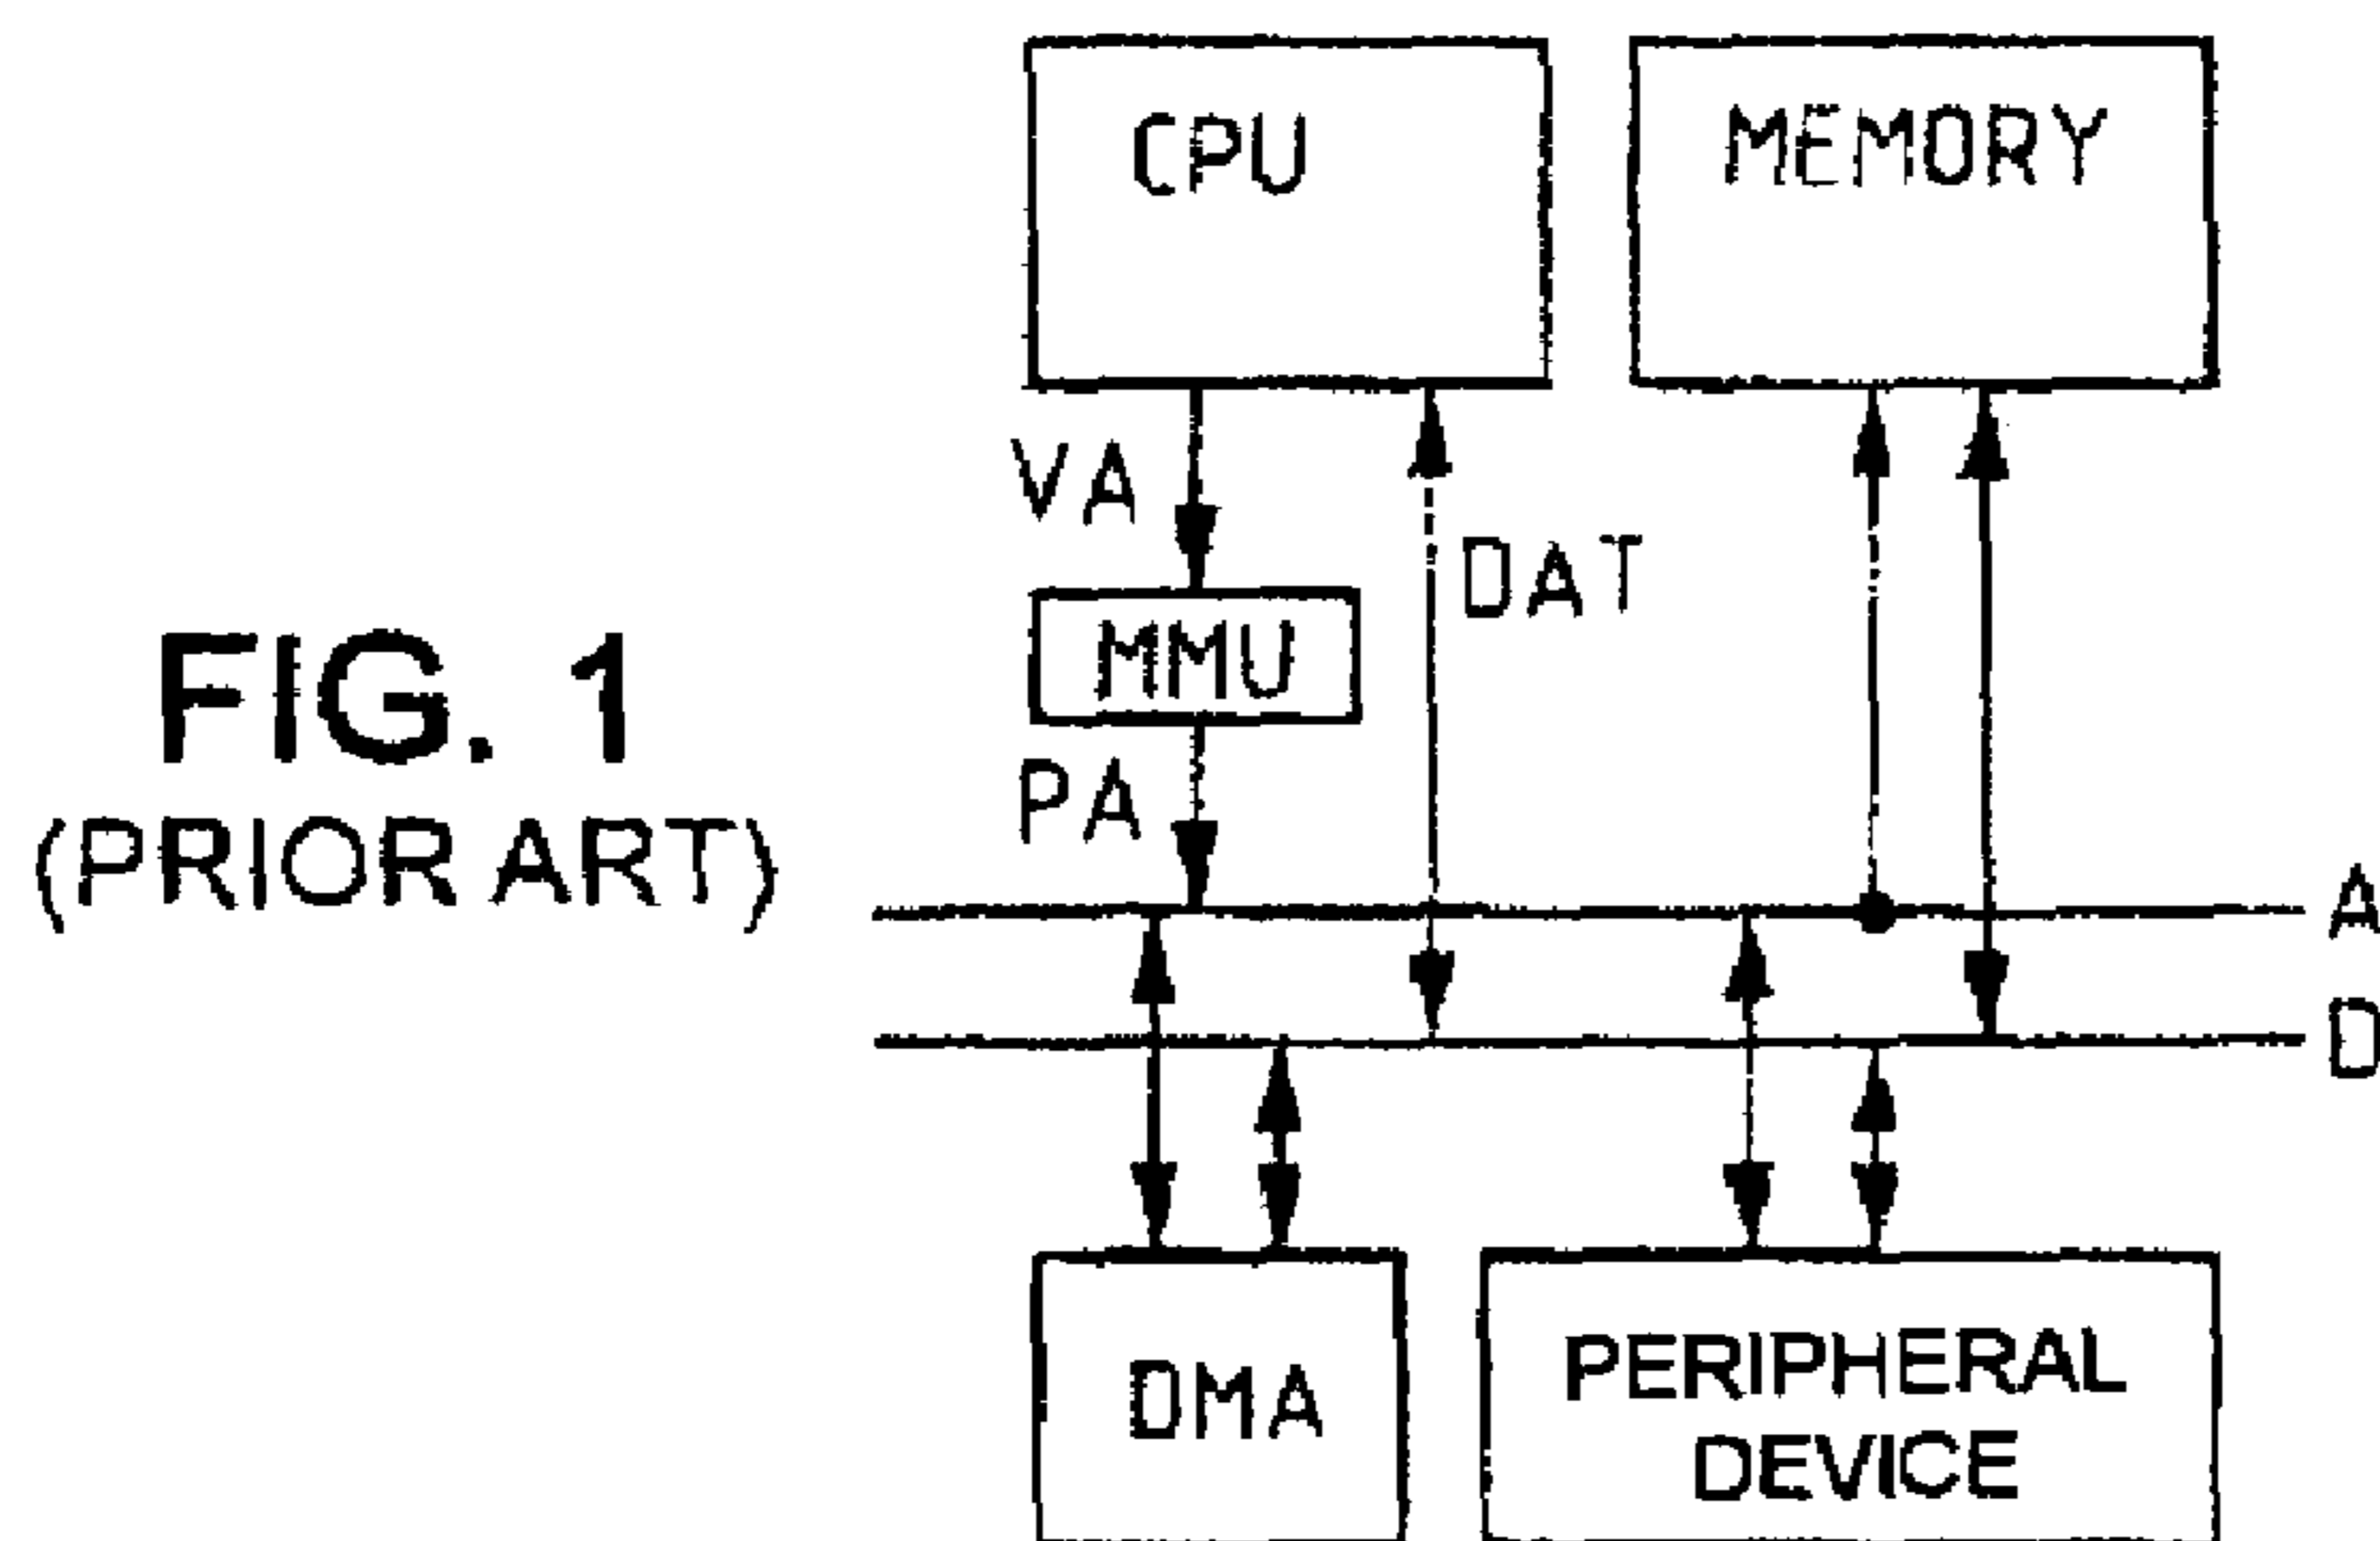 CPU
MEMORY
VA
DAT
MMU
FIG. 1
PA
(PRIOR ART)
A
D
DMA
PERIPHERAL
DEVICE